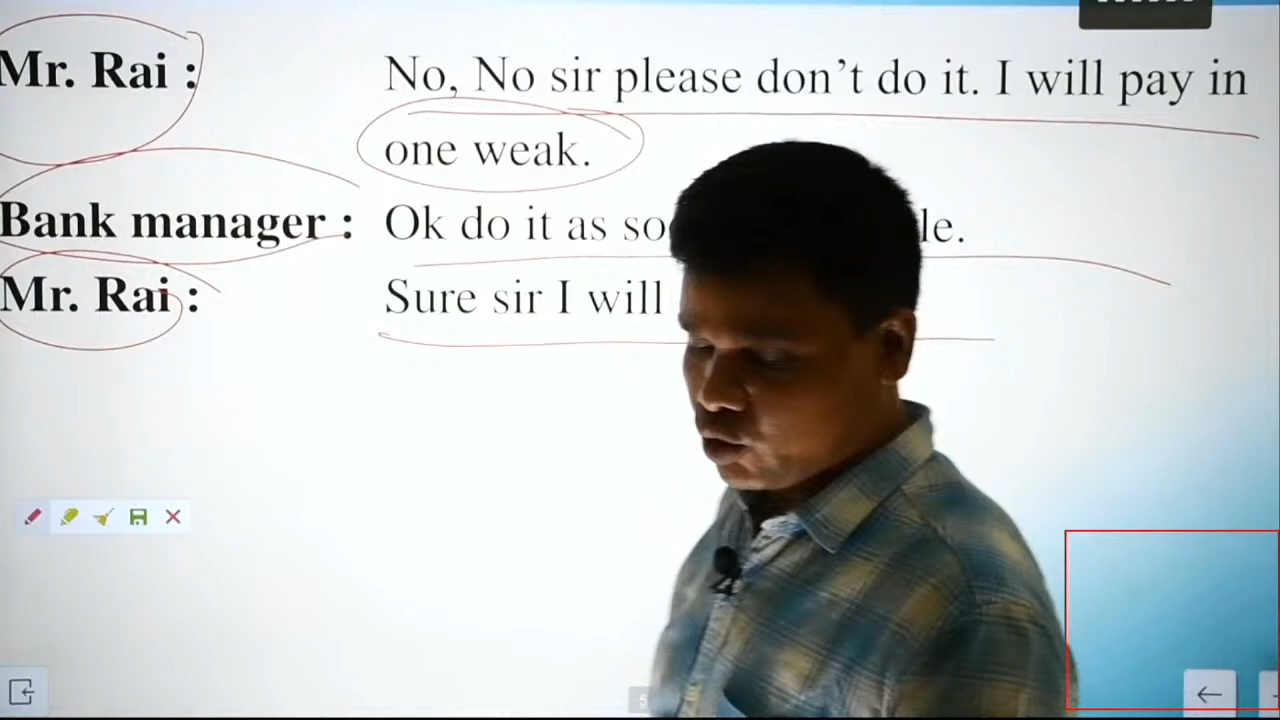 Mr. Rai : No, No sir please don't do it. I will pay in
one weak.
Bank manager : Ok do it as so le.
Mr. Rai : Sure sir I will